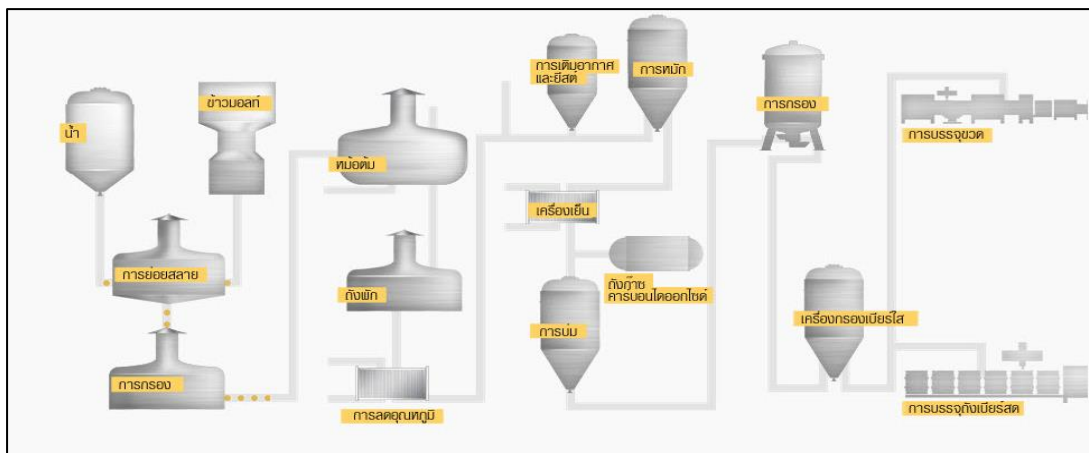 น้ำ
ข้าวมอลท์
การย่อยสลาย
การกรอง
หม้อต้ม
ถังพัก
การลดอุณหภูมิ
การเติมอากาศ
และยีสต์
การหมัก
เครื่องเย็น
ถังก๊าซ
คาร์บอนไดออกไซด์
การบ่ม
การกรอง
เครื่องกรองเบียร์ใส
การบรรจุขวด
การบรรจุถังเบียร์สด